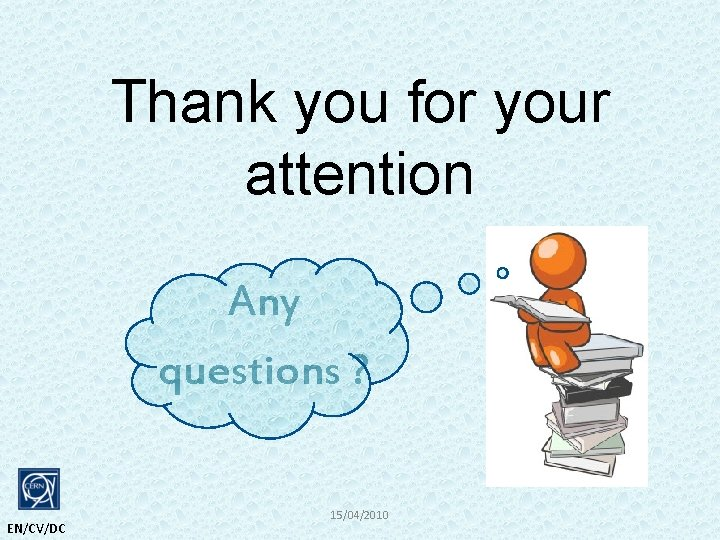 Thank you for your
attention
Any
questions ?
CERN
EN/CV/DC
15/04/2010